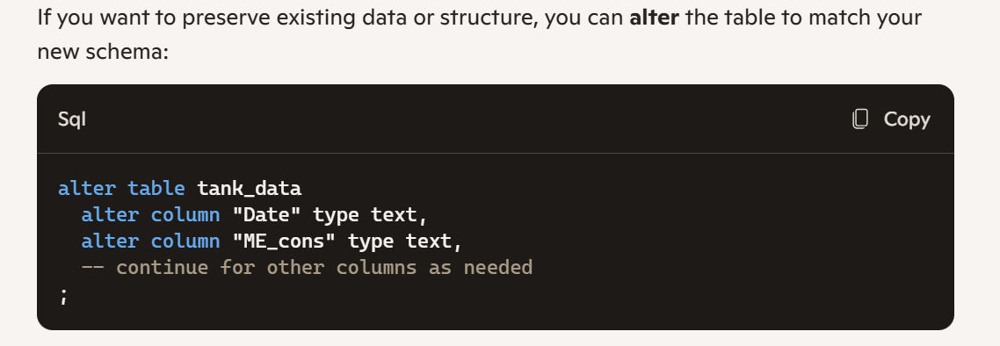 If you want to preserve existing data or structure, you can alter the table to match your
new schema:
Sql
Copy
alter table tank_data
  alter column "Date" type text,
  alter column "ME_cons" type text,
  -- continue for other columns as needed
;